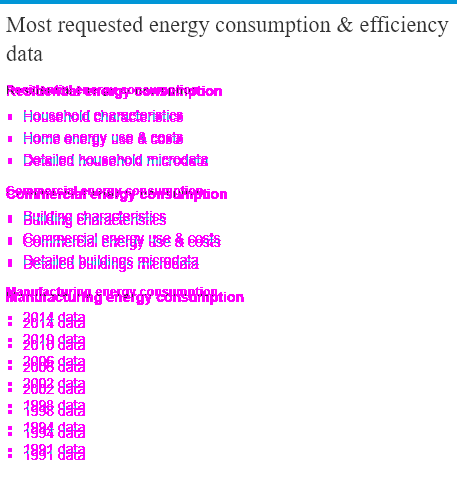 Most requested energy consumption & efficiency
data
Residential energy consumption
Household characteristics
Home energy use & costs
Detailed household microdata
Commercial energy consumption
Building characteristics
Commercial energy use & costs
Detailed buildings microdata
Manufacturing energy consumption
2014 data
2010 data
2006 data
2002 data
1998 data
1994 data
1991 data